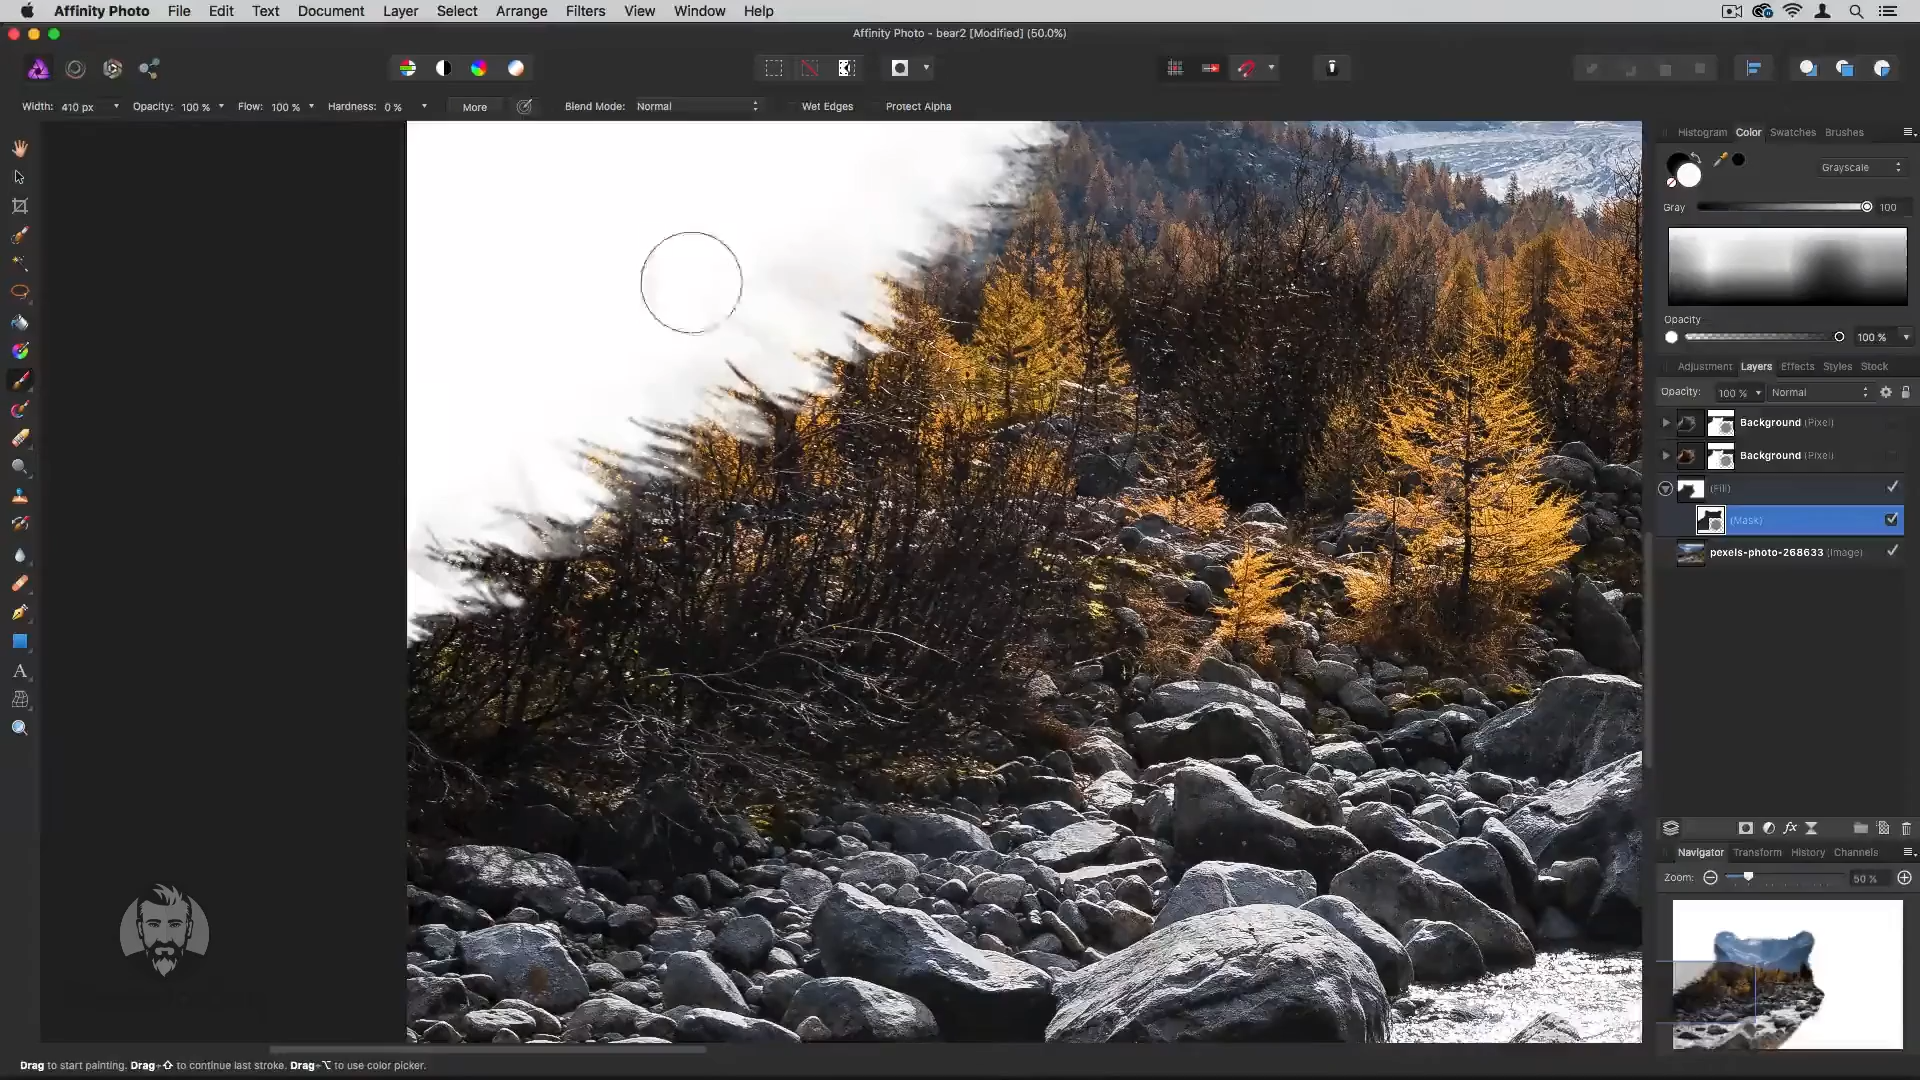 Affinity Photo File Edit Text Document Layer Select Arrange Filters View Window Help
Affinity Photo - bear2 [Modified] (50.0%)
Width: 410 px Opacity: 100 % Flow: 100 % Hardness: 0 % More Blend Mode: Normal Wet Edges Protect Alpha
Histogram Color Swatches Brushes
Grayscale
Gray 100
Opacity
100 %
Adjustment Layers Effects Styles Stock
Opacity: 100 % Normal
Background (Pixel)
Background (Pixel)
(Fill)
(Mask)
pexels-photo-268633 (Image)
fx
Navigator Transform History Channels
Zoom: 50 %
A
Drag to start painting. Drag+⇧ to continue last stroke. Drag+⌥ to use color picker.